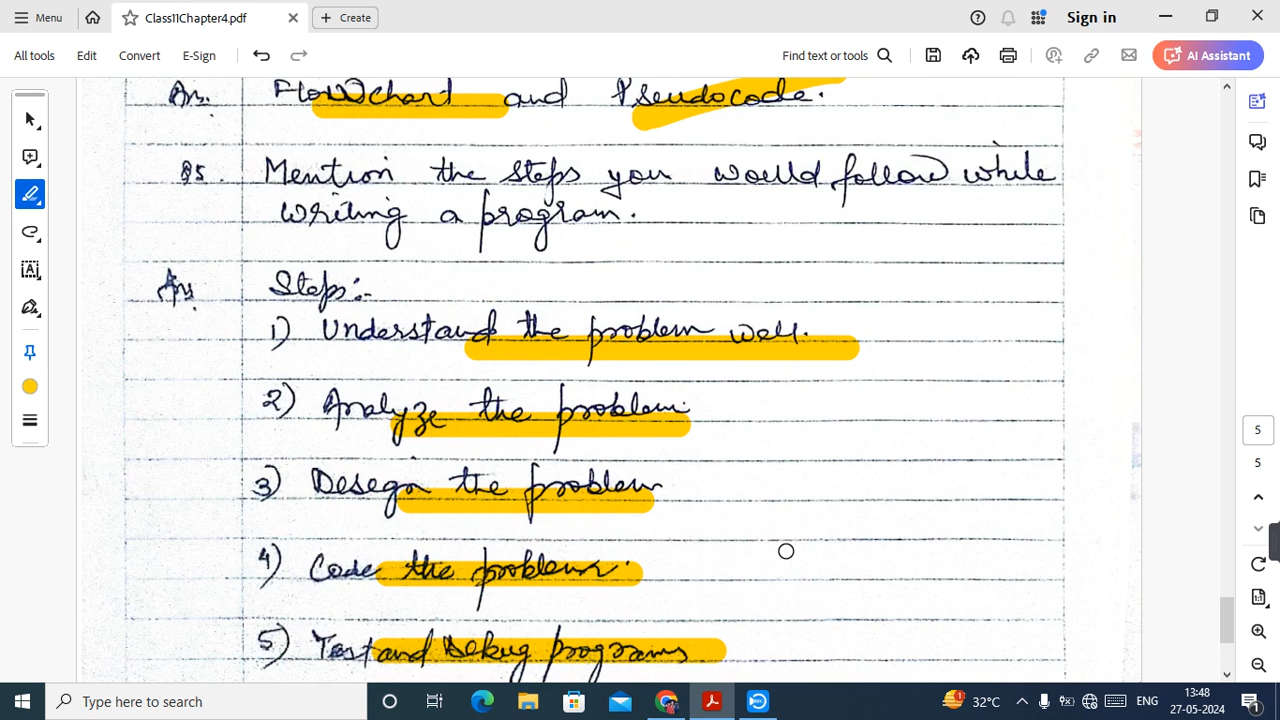 Menu
Class11Chapter4.pdf
Create
Sign in
All tools Edit Convert E-Sign
Find text or tools
AI Assistant
Ans. Flowchart and Pseudocode.
Q5. Mention the steps you would follow while
writing a program.
Ans Steps:-
1) Understand the problem well.
2) Analyze the problem.
3) Desegn the problem
4) Code the problem.
5) Test and Debug programs
5
5
Type here to search
1
32°C
ENG
13:48
27-05-2024
1